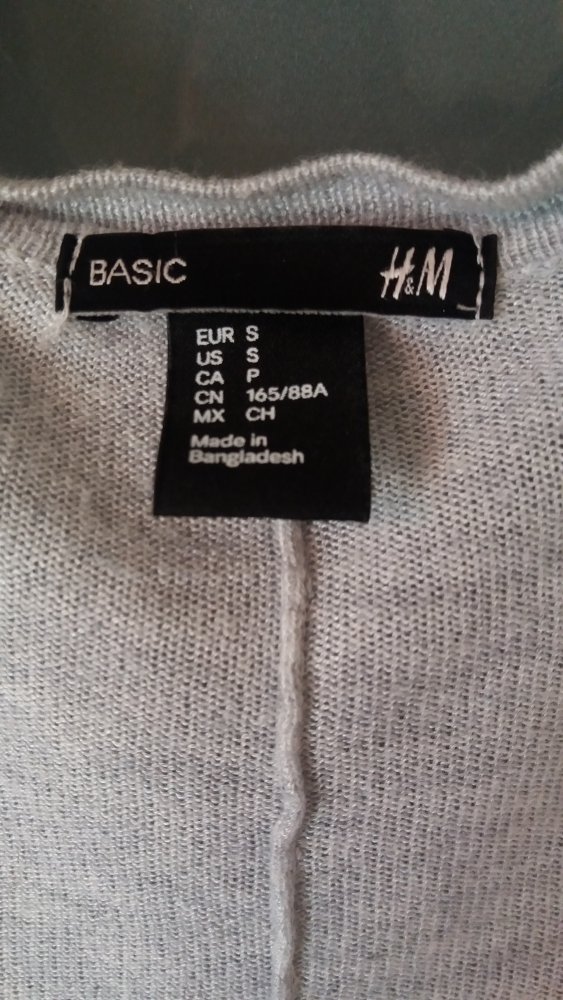 BASIC H&M
EUR S
US S
CA P
CN 165/88A
MX CH
Made in
Bangladesh